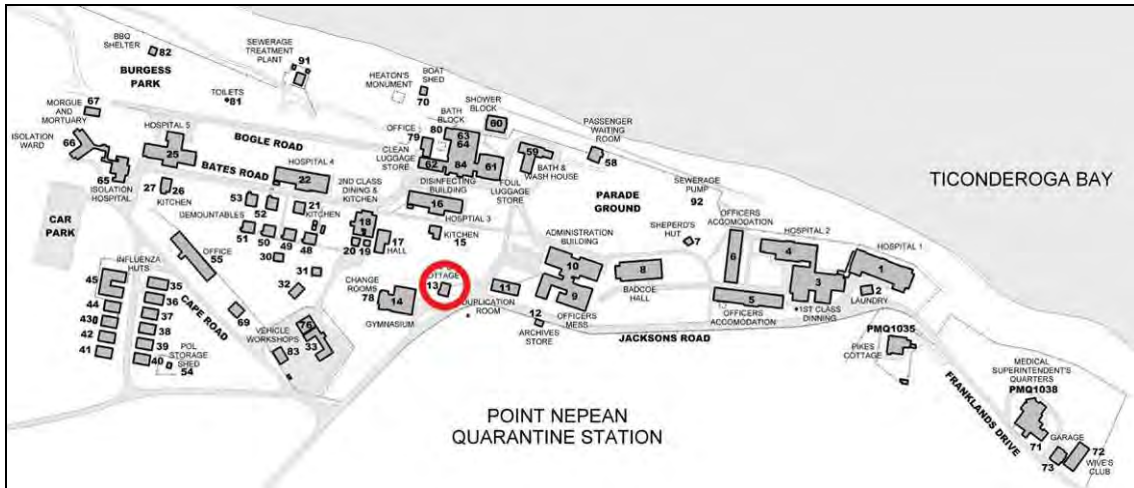 BBQ
SHELTER
82
BURGESS
PARK
SEWERAGE
TREATMENT
PLANT
91
TOILETS
81
HEATON'S
MONUMENT
BOAT
SHED
70
SHOWER
BLOCK
60
BATH
BLOCK
63
64
80
OFFICE
79
CLEAN
LUGGAGE
STORE
62
84
61
DISINFECTING
BUILDING
FOUL
LUGGAGE
STORE
59
BATH &
WASH HOUSE
PASSENGER
WAITING
ROOM
58
67
MORGUE
AND
MORTUARY
ISOLATION
WARD
66
65
ISOLATION
HOSPITAL
HOSPITAL 5
25
BOGLE ROAD
BATES ROAD
HOSPITAL 4
22
27
26
KITCHEN
CAR
PARK
DEMOUNTABLES
53
52
21
KITCHEN
51
50
49
48
30
31
32
2ND CLASS
DINING &
KITCHEN
18
20
19
17
HALL
16
HOSPTIAL 3
KITCHEN
15
PARADE
GROUND
SEWERAGE
PUMP
92
SHEPERD'S
HUT
7
TICONDEROGA BAY
OFFICERS
ACCOMODATION
6
HOSPITAL 2
4
HOSPITAL 1
1
3
2
LAUNDRY
1ST CLASS
DINNING
5
OFFICERS
ACCOMODATION
ADMINISTRATION
BUILDING
10
9
OFFICERS
MESS
8
BADCOE
HALL
11
12
ARCHIVES
STORE
13
CHANGE
ROOMS
78
14
GYMNASIUM
JACKSONS ROAD
OFFICE
55
INFLUENZA
HUTS
45
44
43
42
41
35
36
37
38
39
40
POL
STORAGE
SHED
54
CAPE ROAD
69
VEHICLE
WORKSHOPS
76
33
83
PMQ1035
PIKES
COTTAGE
FRANKLANDS DRIVE
MEDICAL
SUPERINTENDENT'S
QUARTERS
PMQ1038
71
GARAGE
73
72
WIVE'S
CLUB
POINT NEPEAN
QUARANTINE STATION